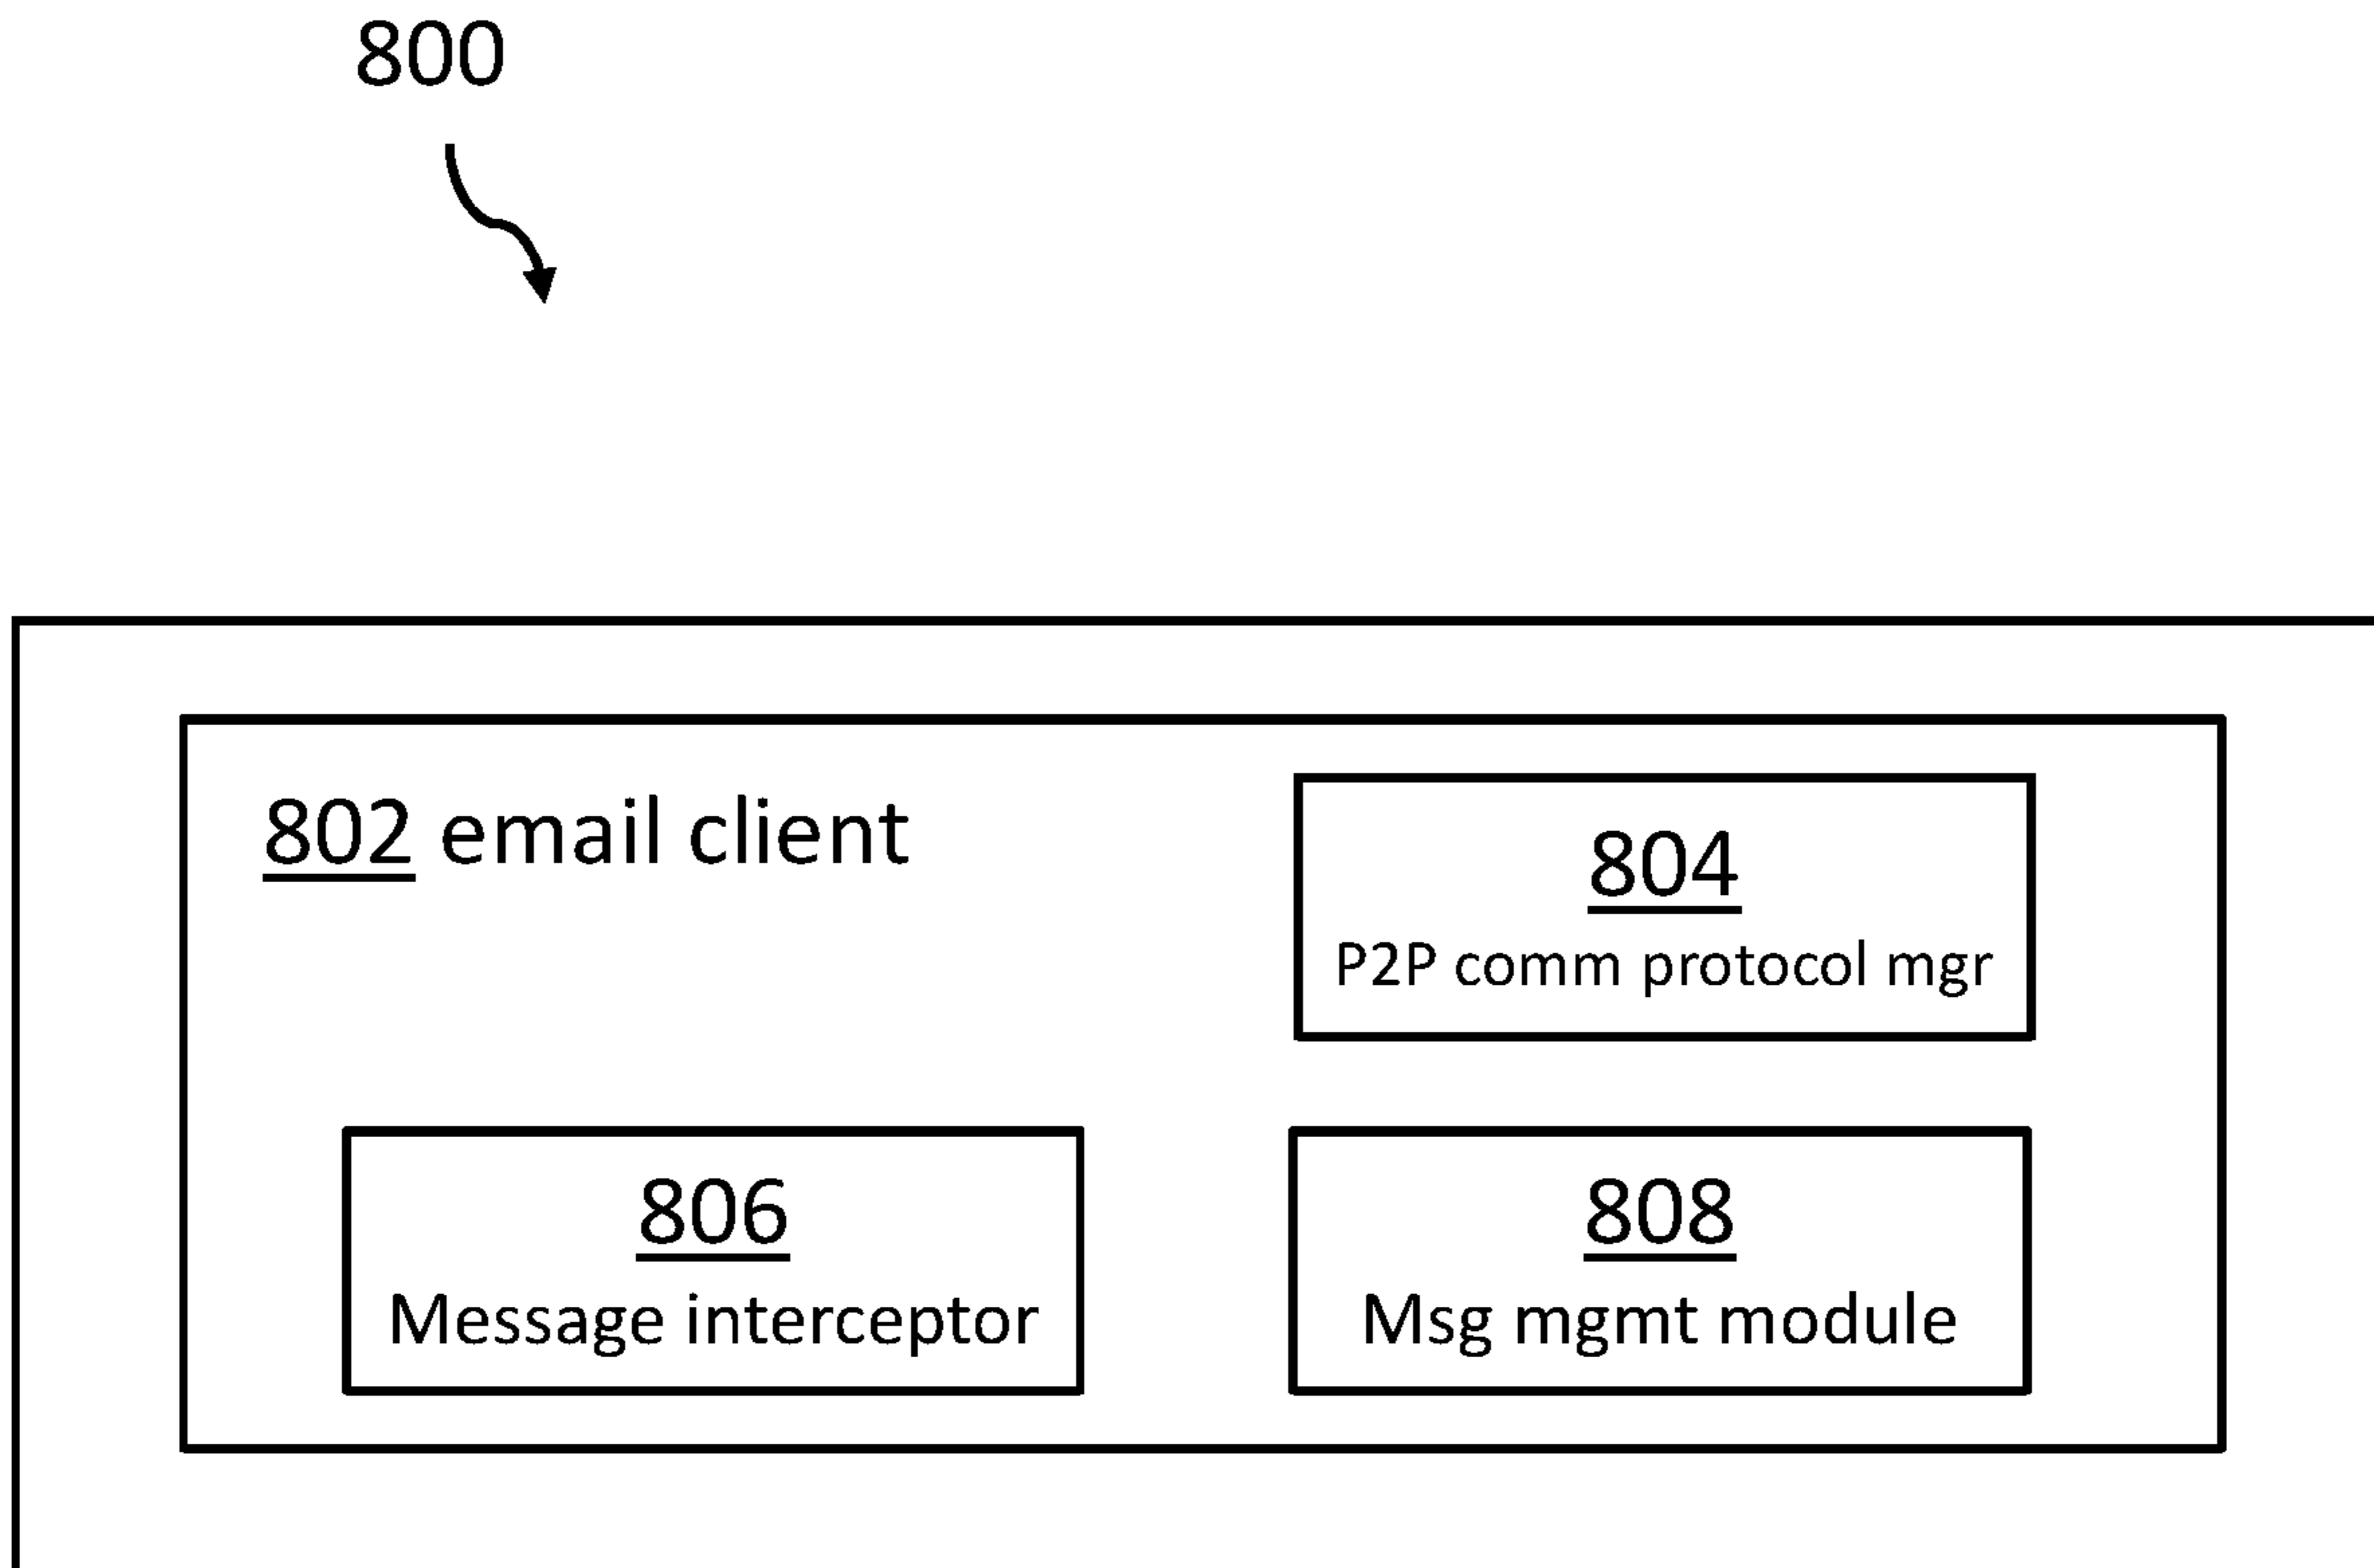 800
802 email client
804
P2P comm protocol mgr
806
Message interceptor
808
Msg mgmt module